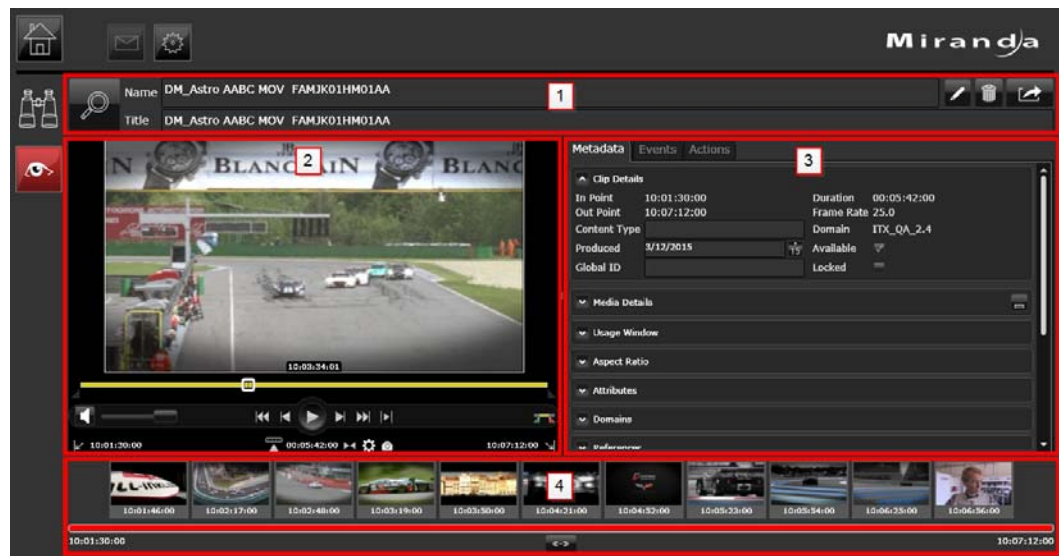 Miranda
Name DM_Astro AABC MOV FAMJK01HM01AA
1
Title DM_Astro AABC MOV FAMJK01HM01AA
N BLANCPAIN BLAN
2
10:03:34:01
10:01:30:00 00:05:42:00 10:07:12:00
Metadata Events Actions
3
Clip Details
In Point 10:01:30:00 Duration 00:05:42:00
Out Point 10:07:12:00 Frame Rate 25.0
Content Type Domain ITX_QA_2.4
Produced 3/12/2015 15 Available
Global ID Locked
Media Details
Usage Window
Aspect Ratio
Attributes
Domains
References
4
10:01:46:00 10:02:17:00 10:02:48:00 10:03:19:00 10:03:50:00 10:04:21:00 10:04:52:00 10:05:23:00 10:05:54:00 10:06:25:00 10:06:56:00
10:01:30:00 <-> 10:07:12:00